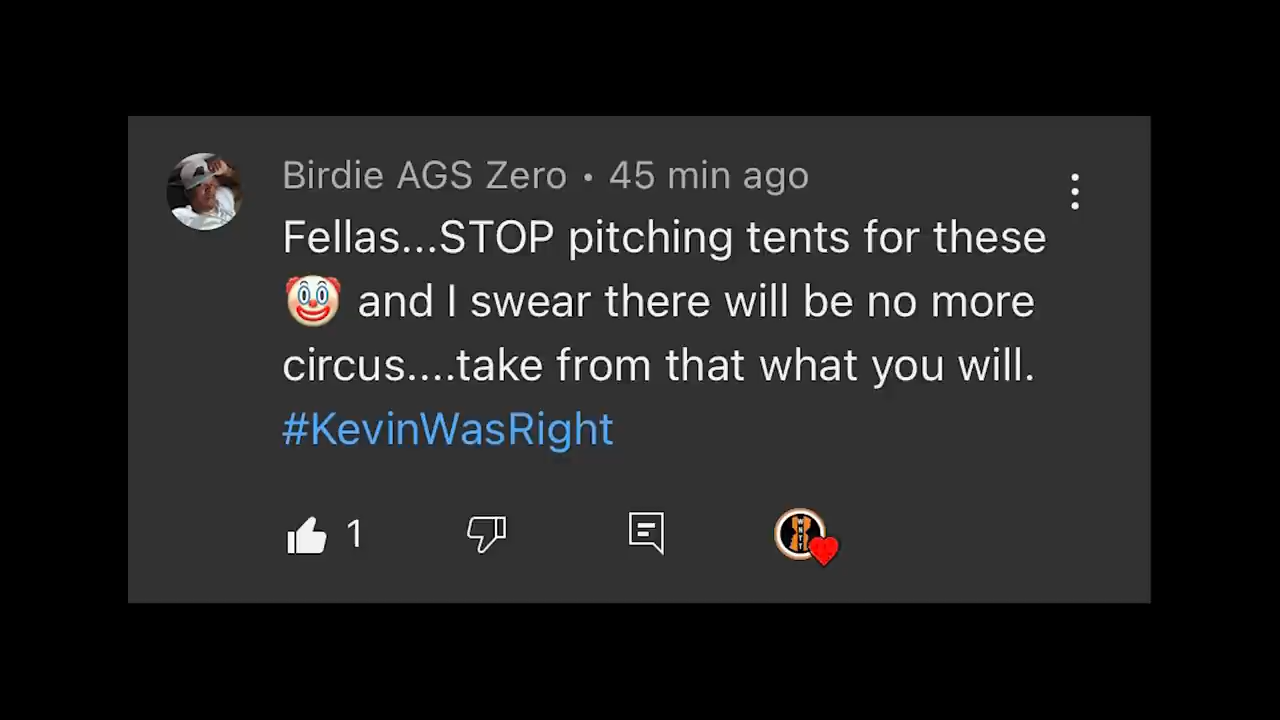 Birdie AGS Zero • 45 min ago
Fellas...STOP pitching tents for these
🤡 and I swear there will be no more
circus....take from that what you will.
#KevinWasRight
1